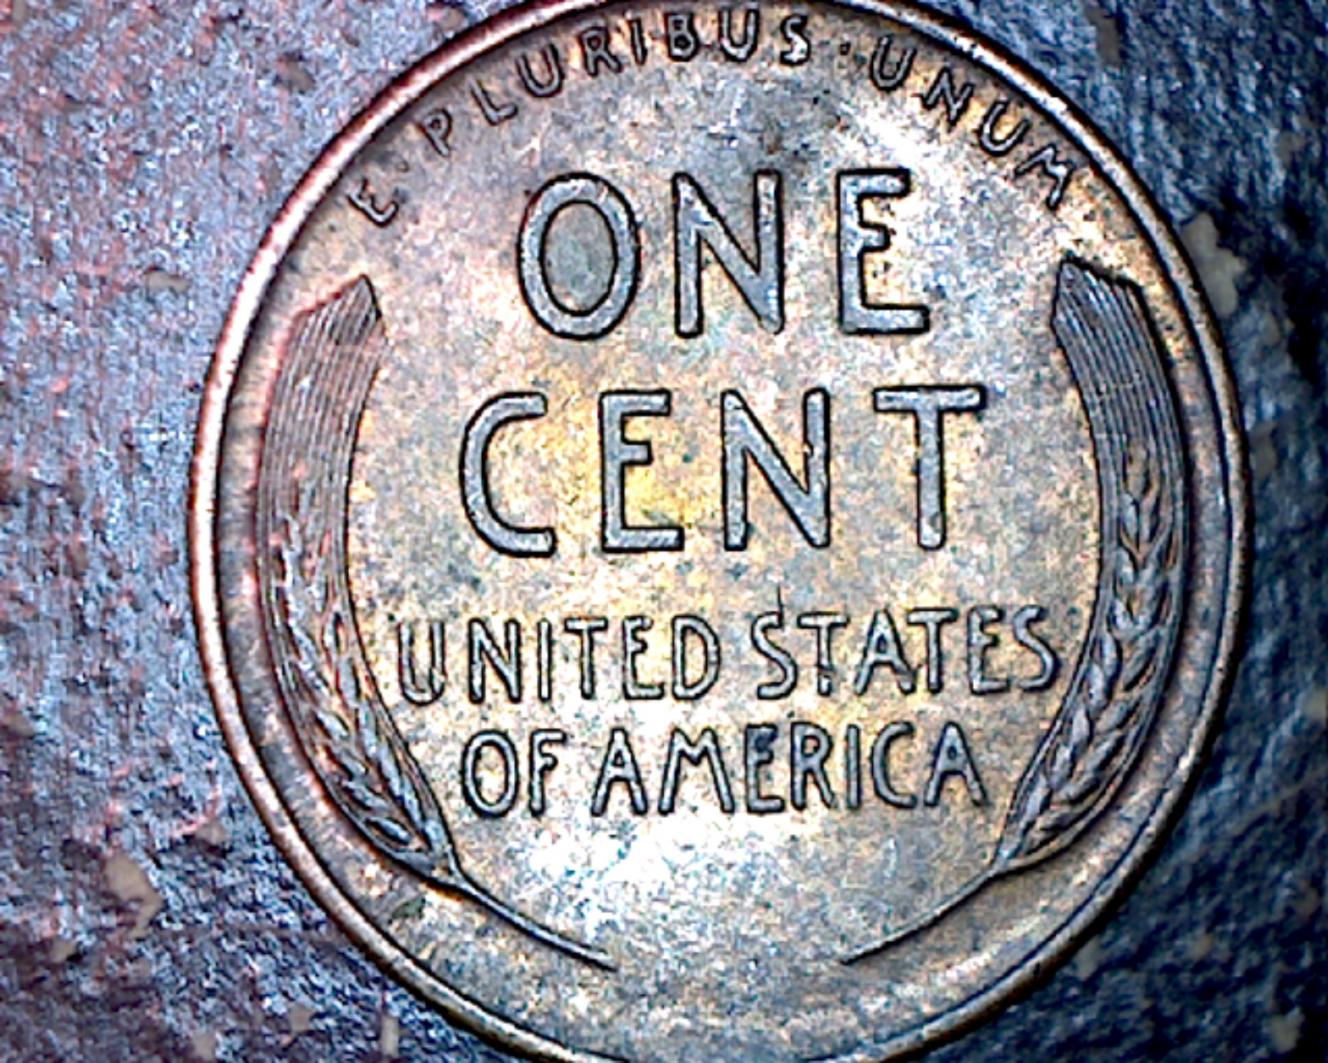 E · PLURIBUS · UNUM
ONE
CENT
UNITED STATES
OF AMERICA